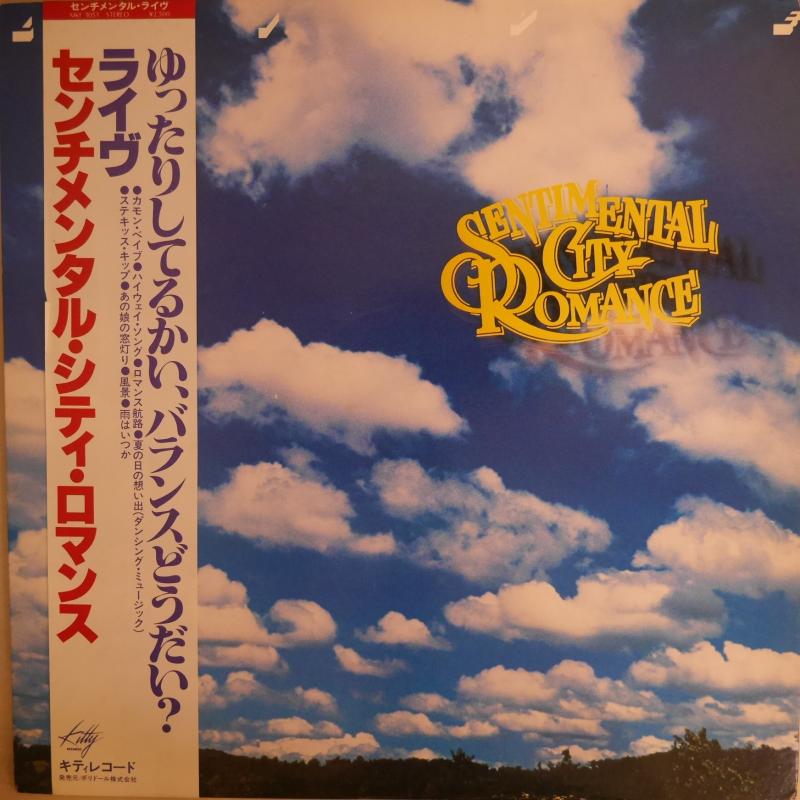 センチメンタル・ライヴ
MKF 1033 STEREO ¥2,500
ゆったりしてるかい、バランスどうだい?
ライヴ
センチメンタル・シティ・ロマンス
●カモン・ベイブ●ハイウェイ・ソング●ロマンス航路●夏の日の想い出(ダンシング・ミュージック)
●ステキッス・キップ●あの娘の窓灯り●風景●雨はいつか
Kitty
RECORDS
キティレコード
発売元/ポリドール株式会社
SENTIMENTAL
CITY
ROMANCE